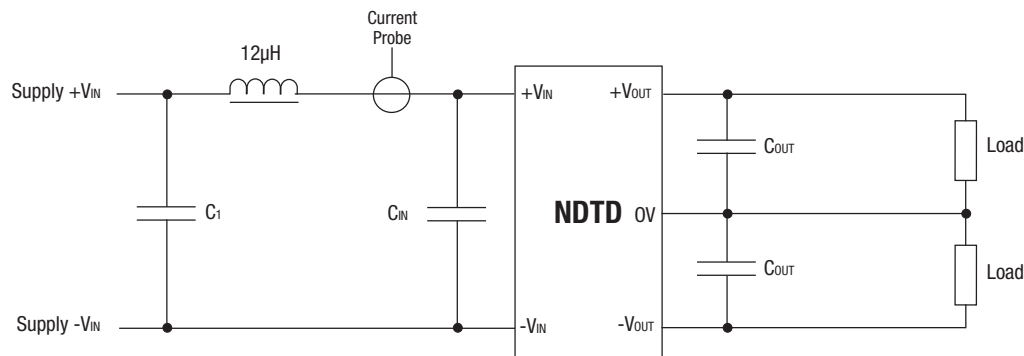 Current
Probe
12µH
Supply +VIN
+VIN
+VOUT
COUT
Load
C1
CIN
NDTD
0V
COUT
Load
Supply -VIN
-VIN
-VOUT